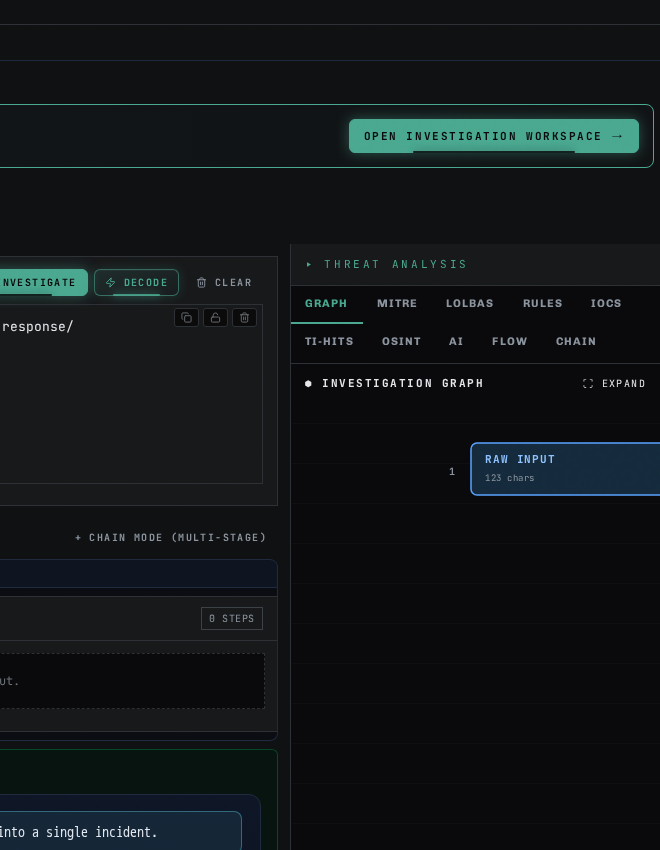 OPEN INVESTIGATION WORKSPACE →
NVESTIGATE
DECODE
CLEAR
response/
+ CHAIN MODE (MULTI-STAGE)
0 STEPS
ut.
into a single incident.
▸ THREAT ANALYSIS
GRAPH MITRE LOLBAS RULES IOCS
TI-HITS OSINT AI FLOW CHAIN
INVESTIGATION GRAPH
EXPAND
1
RAW INPUT
123 chars